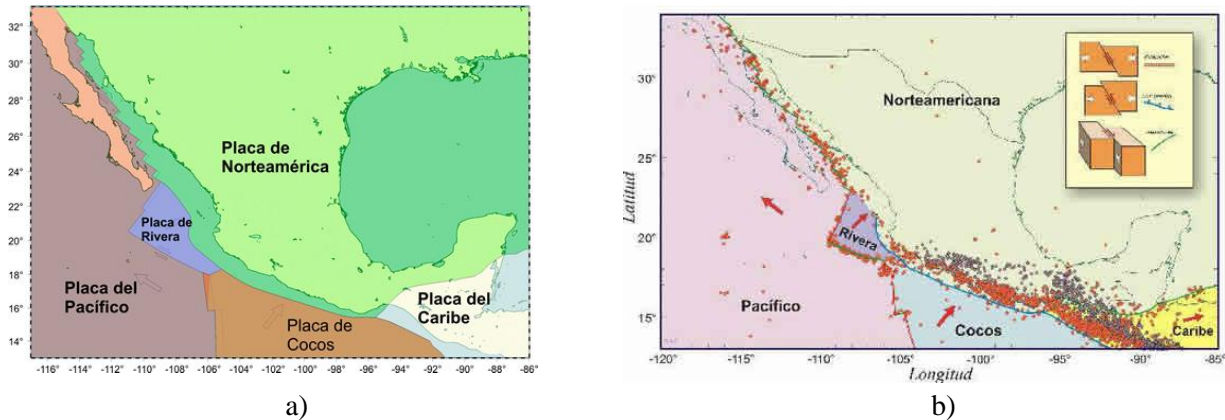 32°
30°
28°
26°
24°
22°
20°
18°
16°
14°
Placa de
Norteamérica
Placa de
Rivera
Placa del
Pacífico
Placa de
Cocos
Placa del
Caribe
-116° -114° -112° -110° -108° -106° -104° -102° -100° -98° -96° -94° -92° -90° -88° -86°
a)
Latitud
30°
25°
20°
15°
Norteamericana
Rivera
Pacífico
Cocos
Caribe
-120° -115° -110° -105° -100° -95° -90° -85°
Longitud
b)